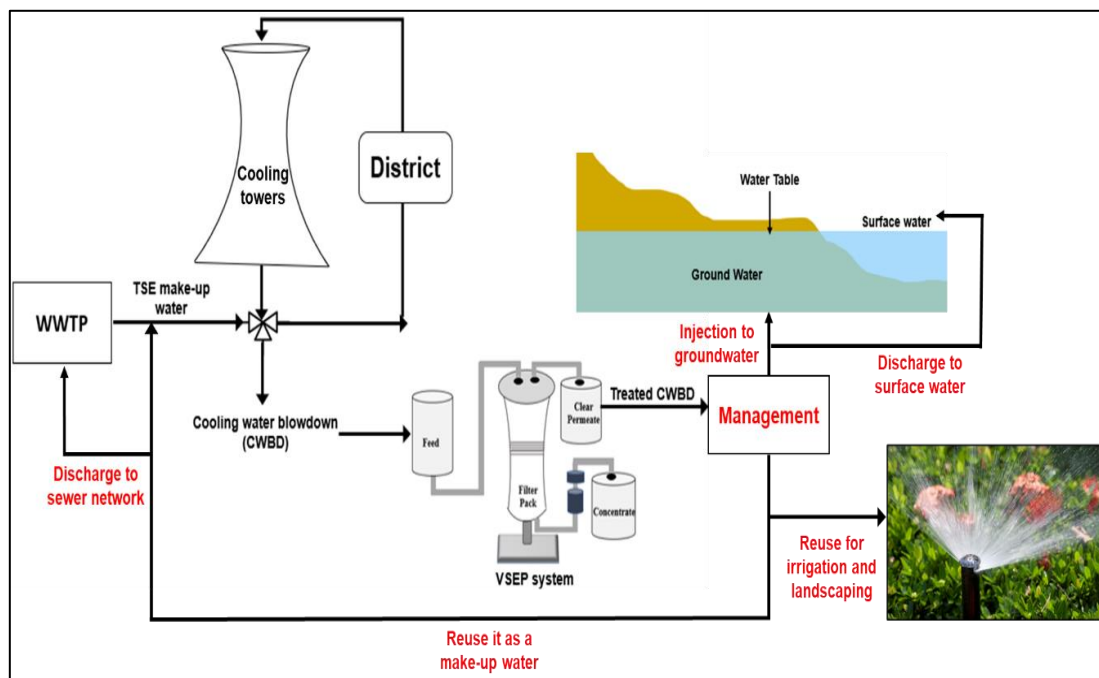 Cooling
towers
District
WWTP
TSE make-up
water
Water Table
Surface water
Ground Water
Injection to
groundwater
Discharge to
surface water
Cooling water blowdown
(CWBD)
Feed
Filter
Pack
Clear
Permeate
Concentrate
VSEP system
Treated CWBD
Management
Discharge to
sewer network
Reuse for
irrigation and
landscaping
Reuse it as a
make-up water